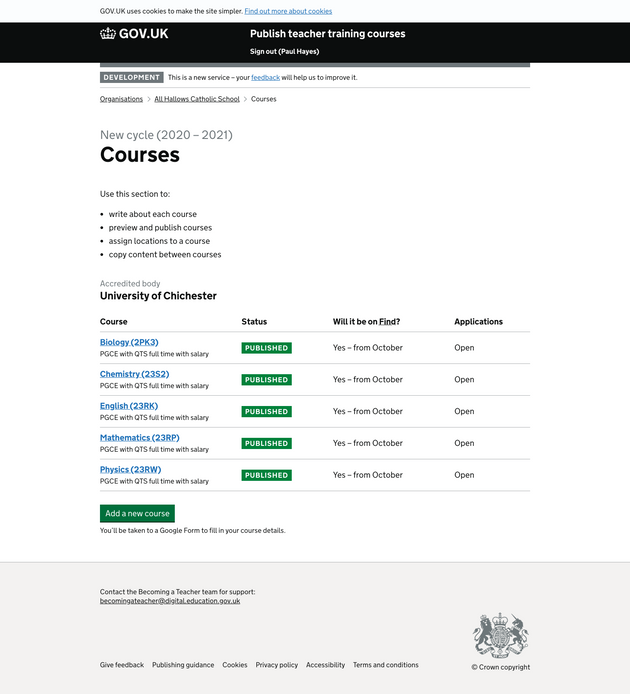 GOV.UK uses cookies to make the site simpler. Find out more about cookies
GOV.UK
Publish teacher training courses
Sign out (Paul Hayes)
DEVELOPMENT This is a new service – your feedback will help us to improve it.
Organisations > All Hallows Catholic School > Courses
New cycle (2020 – 2021)
Courses
Use this section to:
• write about each course
• preview and publish courses
• assign locations to a course
• copy content between courses
Accredited body
University of Chichester
Course Status Will it be on Find? Applications
Biology (2PK3)
PGCE with QTS full time with salary
PUBLISHED Yes – from October Open
Chemistry (23S2)
PGCE with QTS full time with salary
PUBLISHED Yes – from October Open
English (23RK)
PGCE with QTS full time with salary
PUBLISHED Yes – from October Open
Mathematics (23RP)
PGCE with QTS full time with salary
PUBLISHED Yes – from October Open
Physics (23RW)
PGCE with QTS full time with salary
PUBLISHED Yes – from October Open
Add a new course
You'll be taken to a Google Form to fill in your course details.
Contact the Becoming a Teacher team for support:
becomingateacher@digital.education.gov.uk
Give feedback Publishing guidance Cookies Privacy policy Accessibility Terms and conditions
© Crown copyright